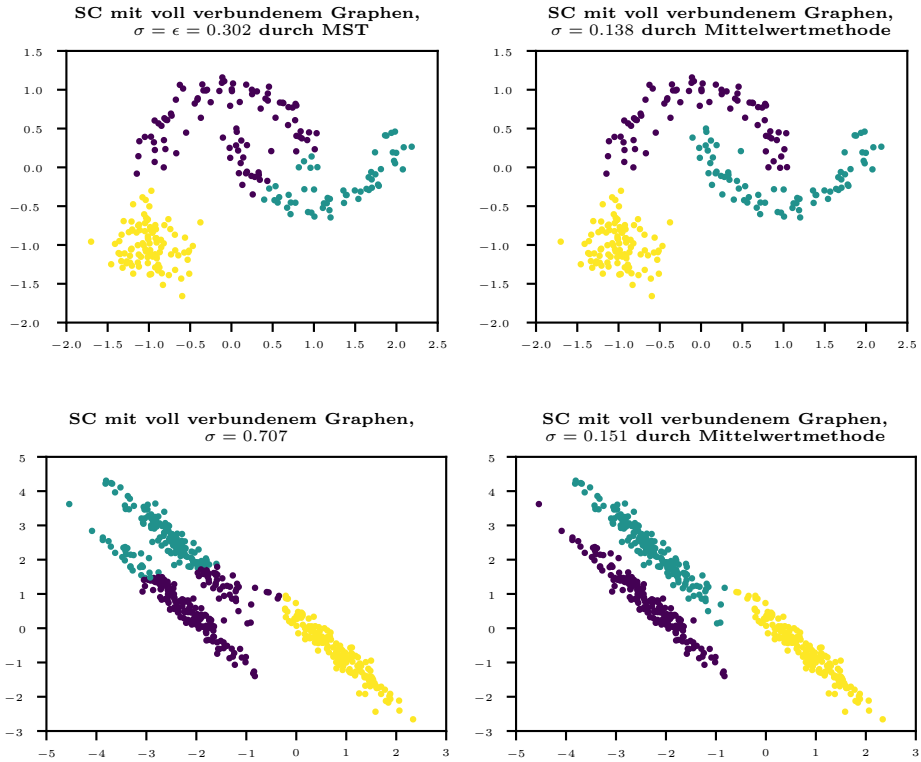 SC mit voll verbundenem Graphen,
σ = ϵ = 0.302 durch MST
1.5
1.0
0.5
0.0
−0.5
−1.0
−1.5
−2.0
−2.0 −1.5 −1.0 −0.5 0.0 0.5 1.0 1.5 2.0 2.5
SC mit voll verbundenem Graphen,
σ = 0.138 durch Mittelwertmethode
1.5
1.0
0.5
0.0
−0.5
−1.0
−1.5
−2.0
−2.0 −1.5 −1.0 −0.5 0.0 0.5 1.0 1.5 2.0 2.5
SC mit voll verbundenem Graphen,
σ = 0.707
5
4
3
2
1
0
−1
−2
−3
−5 −4 −3 −2 −1 0 1 2 3
SC mit voll verbundenem Graphen,
σ = 0.151 durch Mittelwertmethode
5
4
3
2
1
0
−1
−2
−3
−5 −4 −3 −2 −1 0 1 2 3